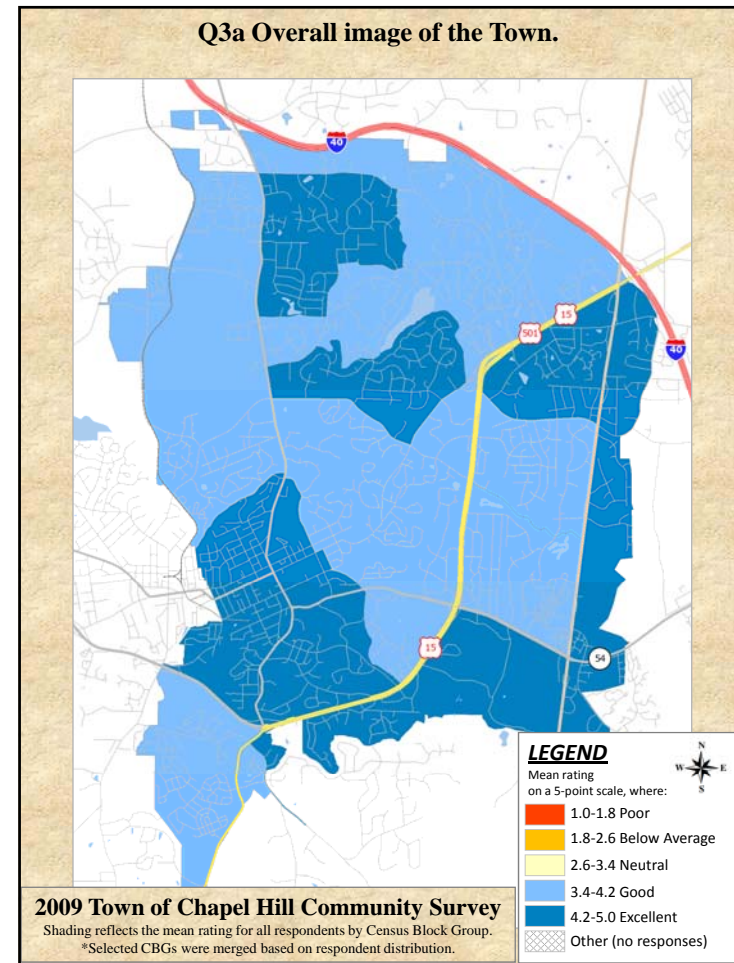 Q3a Overall image of the Town.
40
15
501
40
15
54
LEGEND
Mean rating
on a 5-point scale, where:
N
W E
S
1.0-1.8 Poor
1.8-2.6 Below Average
2.6-3.4 Neutral
3.4-4.2 Good
4.2-5.0 Excellent
Other (no responses)
2009 Town of Chapel Hill Community Survey
Shading reflects the mean rating for all respondents by Census Block Group.
*Selected CBGs were merged based on respondent distribution.